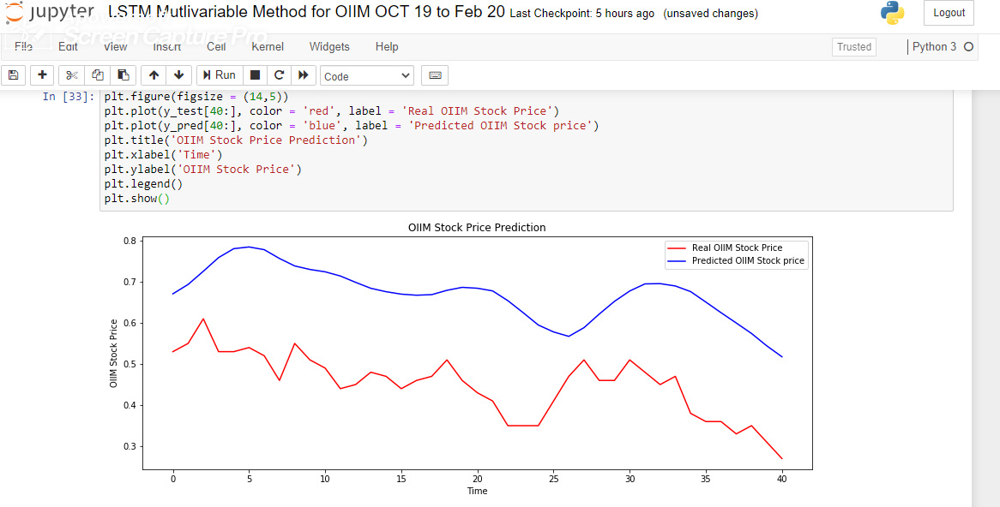 jupyter LSTM Mutlivariable Method for OIIM OCT 19 to Feb 20 Last Checkpoint: 5 hours ago (unsaved changes)
Logout
Screen Capture Pro
File Edit View Insert Cell Kernel Widgets Help
Trusted Python 3
Run Code
In [33]: plt.figure(figsize = (14,5))
plt.plot(y_test[40:], color = 'red', label = 'Real OIIM Stock Price')
plt.plot(y_pred[40:], color = 'blue', label = 'Predicted OIIM Stock price')
plt.title('OIIM Stock Price Prediction')
plt.xlabel('Time')
plt.ylabel('OIIM Stock Price')
plt.legend()
plt.show()
OIIM Stock Price Prediction
Real OIIM Stock Price
Predicted OIIM Stock price
0.8
0.7
0.6
0.5
0.4
0.3
OIIM Stock Price
0 5 10 15 20 25 30 35 40
Time